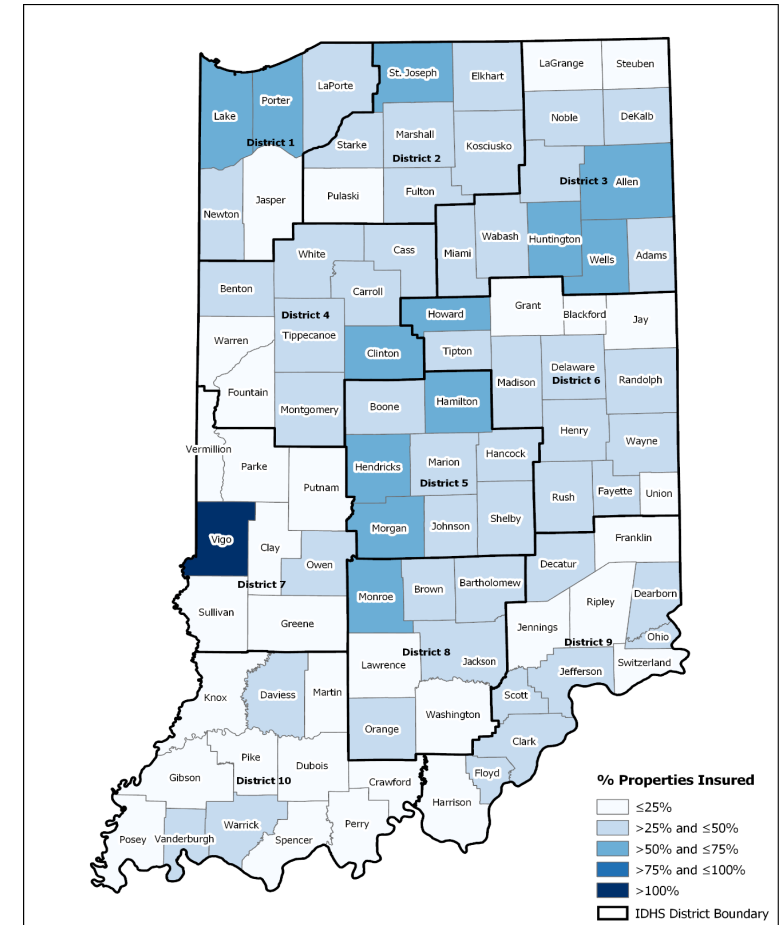 LaGrange
Steuben
St. Joseph
Elkhart
LaPorte
Porter
Lake
Noble
DeKalb
District 1
Starke
Marshall
District 2
Kosciusko
District 3
Allen
Pulaski
Fulton
Jasper
Newton
White
Cass
Miami
Wabash
Huntington
Wells
Adams
Benton
Carroll
Grant
Blackford
Jay
Howard
District 4
Tippecanoe
Warren
Clinton
Tipton
Delaware
District 6
Randolph
Madison
Fountain
Montgomery
Boone
Hamilton
Henry
Wayne
Vermillion
Parke
Hendricks
Marion
Hancock
District 5
Putnam
Rush
Fayette
Union
Vigo
Clay
Morgan
Johnson
Shelby
Franklin
Owen
Decatur
District 7
Monroe
Brown
Bartholomew
Dearborn
Ripley
Sullivan
Greene
Jennings
Ohio
District 9
District 8
Lawrence
Jackson
Switzerland
Jefferson
Knox
Daviess
Martin
Scott
Washington
Orange
Clark
Pike
Dubois
Gibson
District 10
Crawford
Floyd
Harrison
Posey
Vanderburgh
Warrick
Spencer
Perry
% Properties Insured
≤25%
>25% and ≤50%
>50% and ≤75%
>75% and ≤100%
>100%
IDHS District Boundary